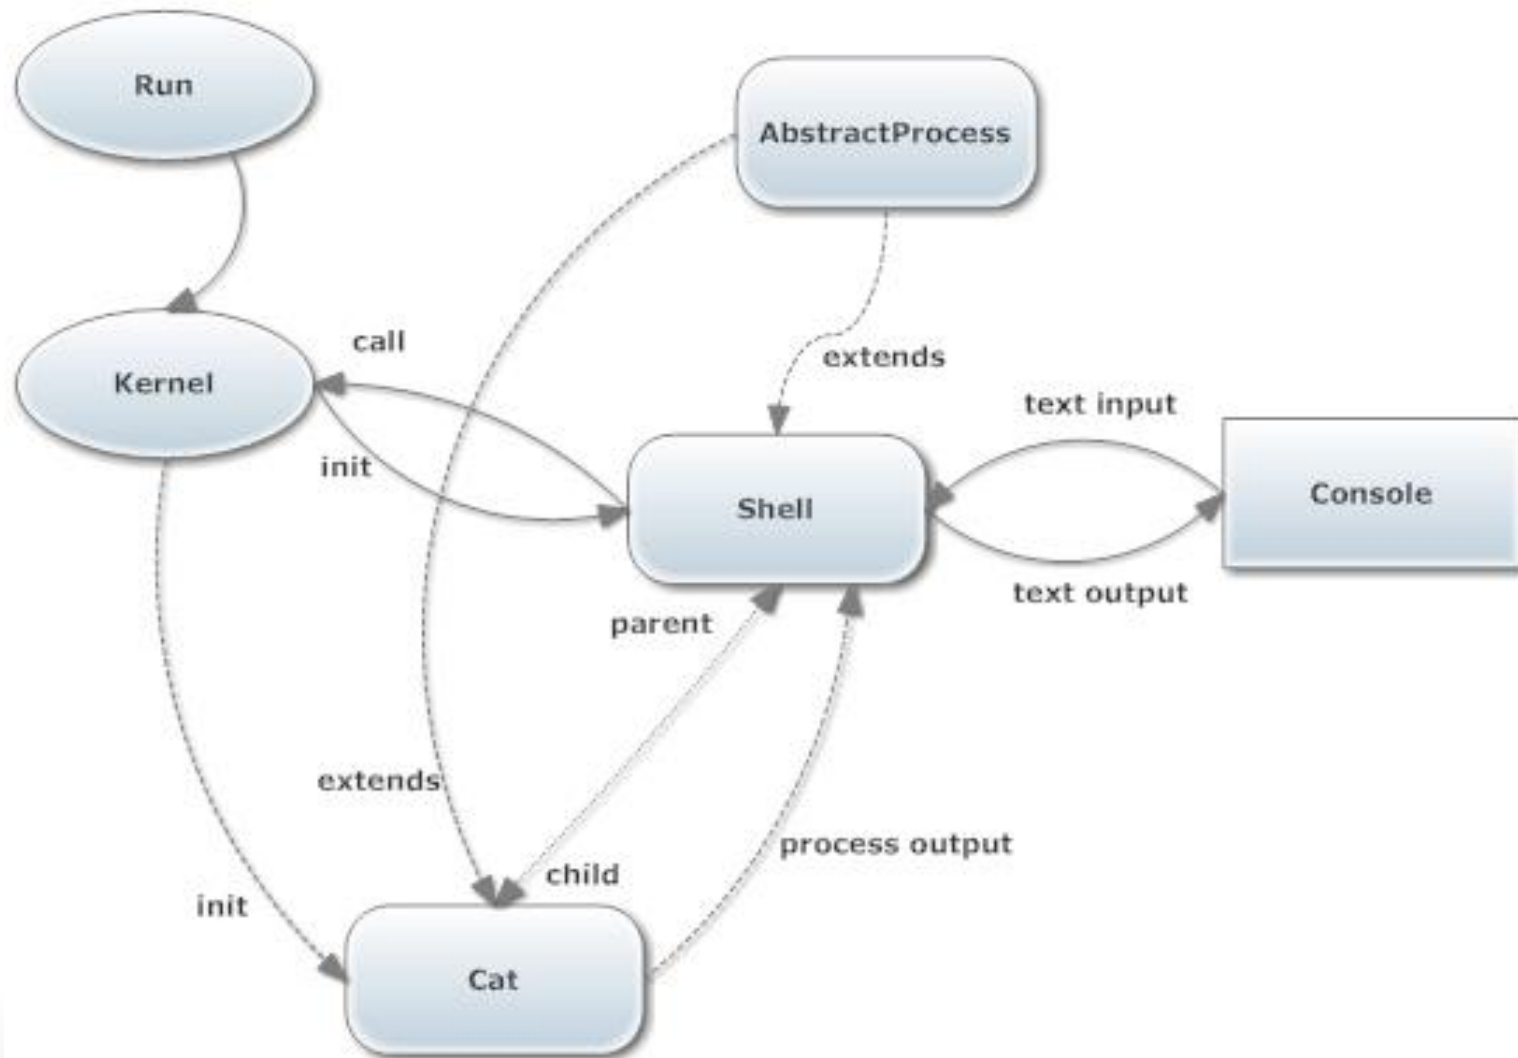 Run
AbstractProcess
call
extends
Kernel
text input
init
Console
Shell
text output
parent
extends
process output
child
init
Cat